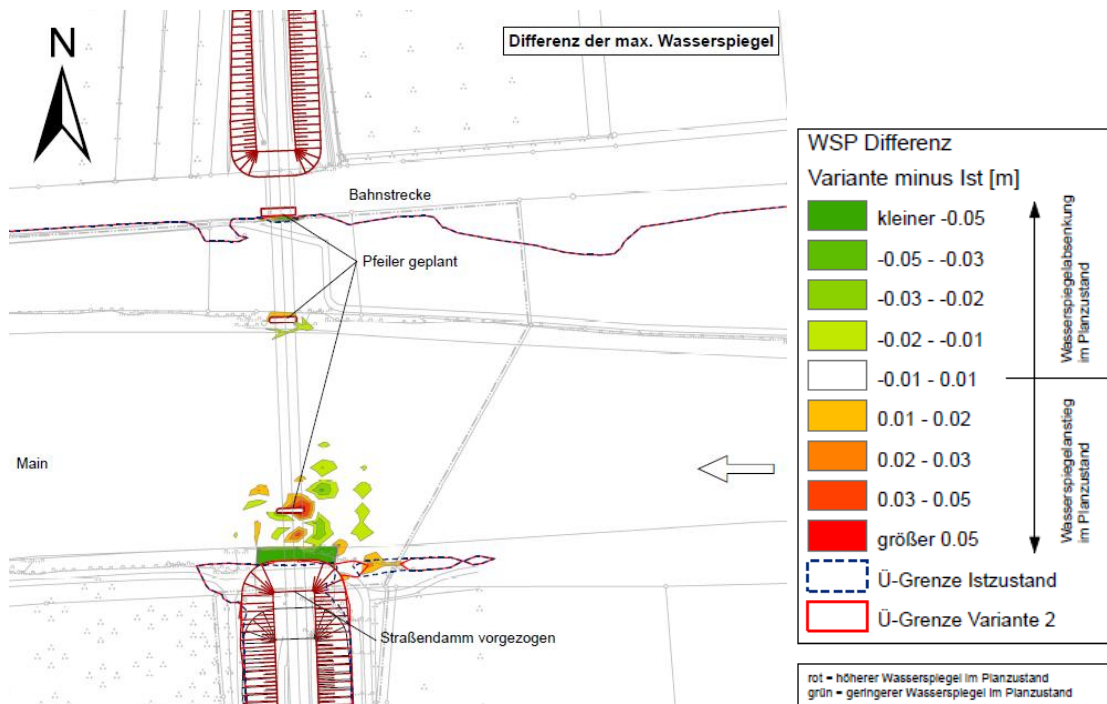 N
Differenz der max. Wasserspiegel
Bahnstrecke
Pfeiler geplant
Main
Straßendamm vorgezogen
WSP Differenz
Variante minus Ist [m]
kleiner -0.05
-0.05 - -0.03
-0.03 - -0.02
-0.02 - -0.01
-0.01 - 0.01
0.01 - 0.02
0.02 - 0.03
0.03 - 0.05
größer 0.05
Ü-Grenze Istzustand
Ü-Grenze Variante 2
Wasserspiegelabsenkung
im Planzustand
Wasserspiegelanstieg
im Planzustand
rot = höherer Wasserspiegel im Planzustand
grün = geringerer Wasserspiegel im Planzustand